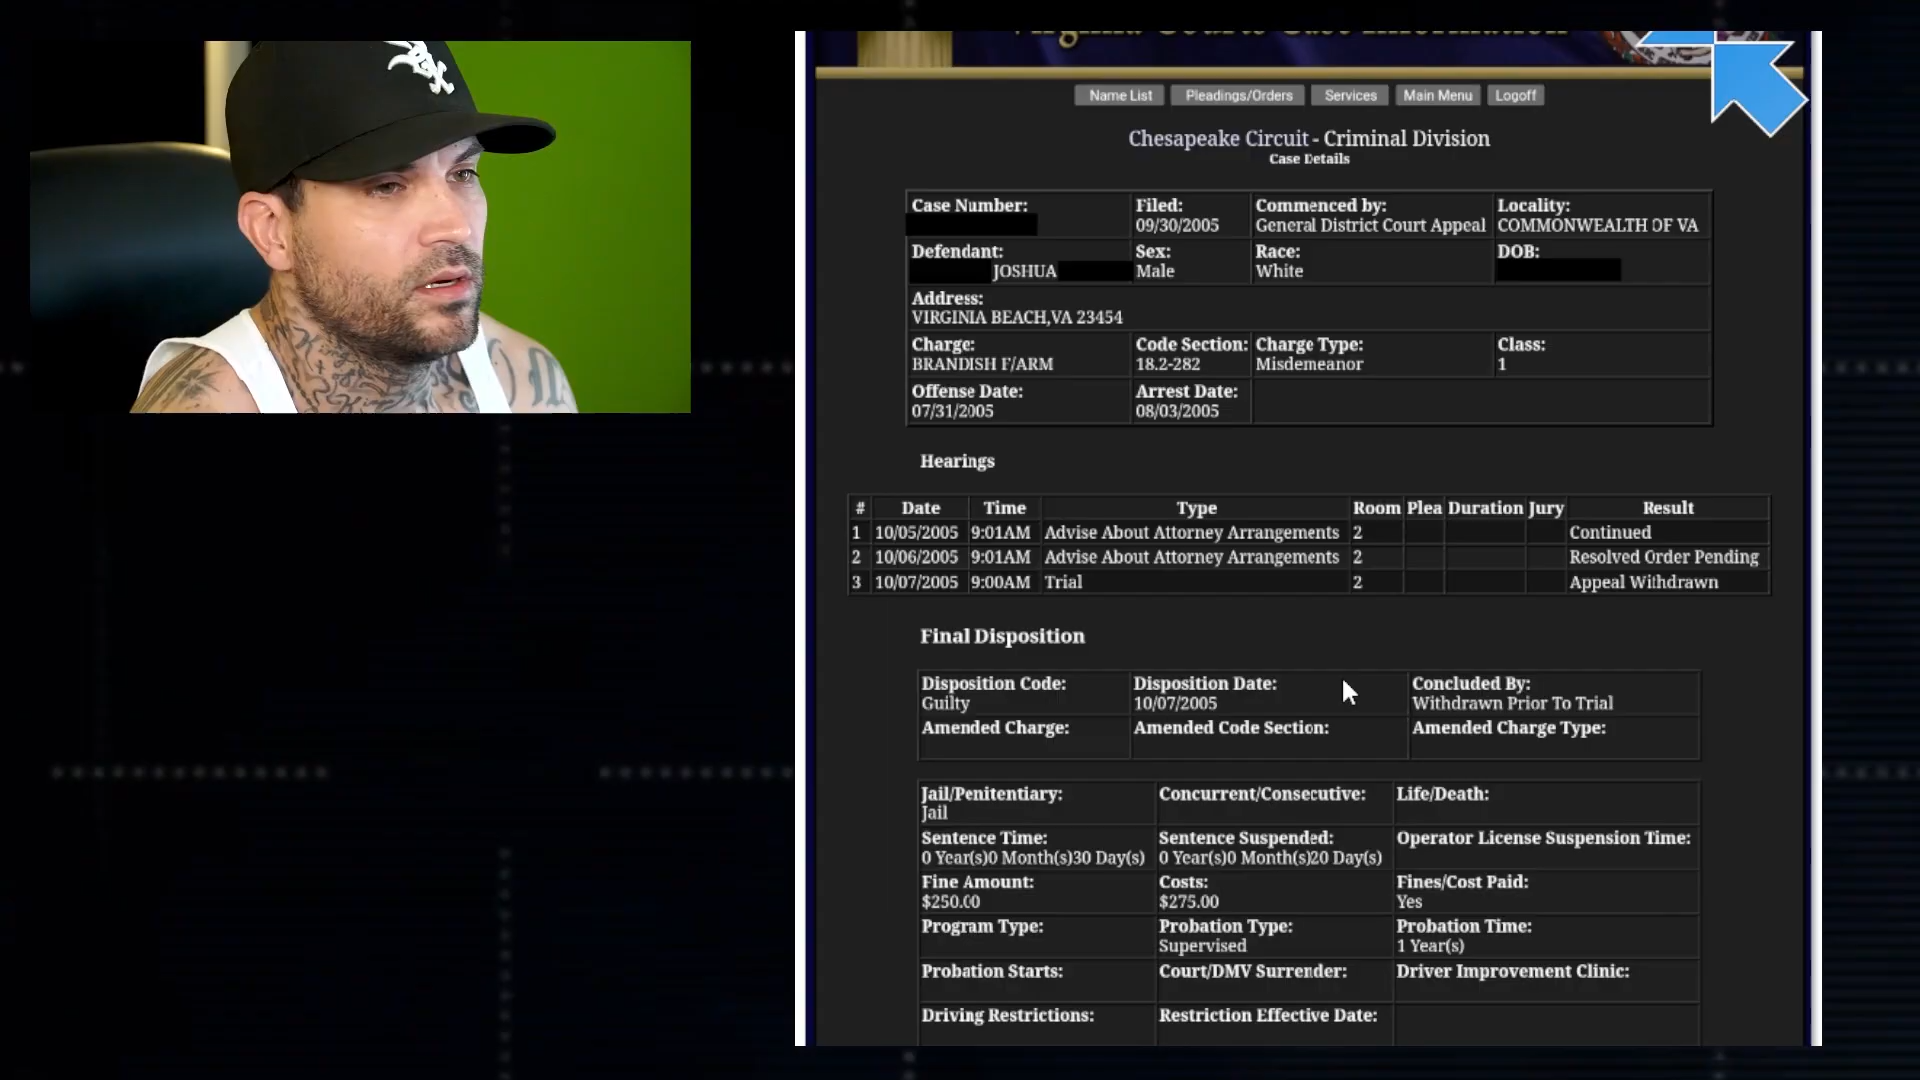 Virginia Courts Case Information
Name List Pleadings/Orders Services Main Menu Logoff
Chesapeake Circuit - Criminal Division
Case Details
Case Number: Filed: Commenced by: Locality:
09/30/2005 General District Court Appeal COMMONWEALTH OF VA
Defendant: Sex: Race: DOB:
JOSHUA Male White
Address:
VIRGINIA BEACH,VA 23454
Charge: Code Section: Charge Type: Class:
BRANDISH F/ARM 18.2-282 Misdemeanor 1
Offense Date: Arrest Date:
07/31/2005 08/03/2005
Hearings
# Date Time Type Room Plea Duration Jury Result
1 10/05/2005 9:01AM Advise About Attorney Arrangements 2 Continued
2 10/06/2005 9:01AM Advise About Attorney Arrangements 2 Resolved Order Pending
3 10/07/2005 9:00AM Trial 2 Appeal Withdrawn
Final Disposition
Disposition Code: Disposition Date: Concluded By:
Guilty 10/07/2005 Withdrawn Prior To Trial
Amended Charge: Amended Code Section: Amended Charge Type:
Jail/Penitentiary: Concurrent/Consecutive: Life/Death:
Jail
Sentence Time: Sentence Suspended: Operator License Suspension Time:
0 Year(s)0 Month(s)30 Day(s) 0 Year(s)0 Month(s)20 Day(s)
Fine Amount: Costs: Fines/Cost Paid:
$250.00 $275.00 Yes
Program Type: Probation Type: Probation Time:
Supervised 1 Year(s)
Probation Starts: Court/DMV Surrender: Driver Improvement Clinic:
Driving Restrictions: Restriction Effective Date: